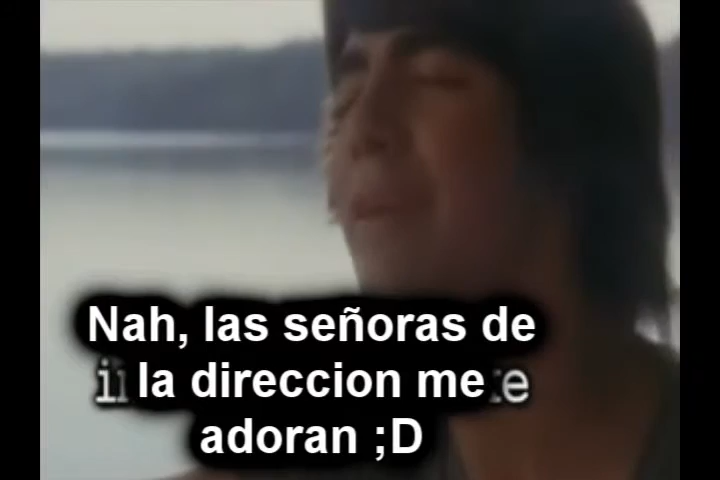 Nah, las señoras de
la direccion me
adoran ;D